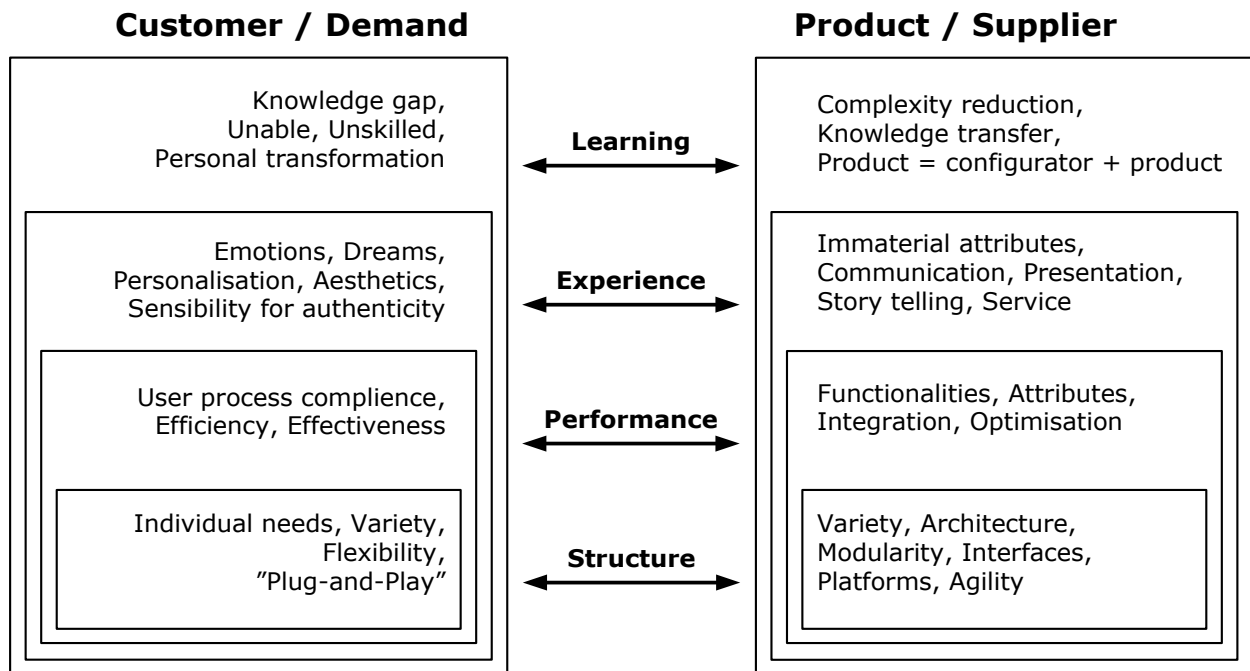 Customer / Demand
Product / Supplier
Knowledge gap,
Unable, Unskilled,
Personal transformation
Learning
Complexity reduction,
Knowledge transfer,
Product = configurator + product
Emotions, Dreams,
Personalisation, Aesthetics,
Sensibility for authenticity
Experience
Immaterial attributes,
Communication, Presentation,
Story telling, Service
User process complience,
Efficiency, Effectiveness
Performance
Functionalities, Attributes,
Integration, Optimisation
Individual needs, Variety,
Flexibility,
”Plug-and-Play”
Structure
Variety, Architecture,
Modularity, Interfaces,
Platforms, Agility